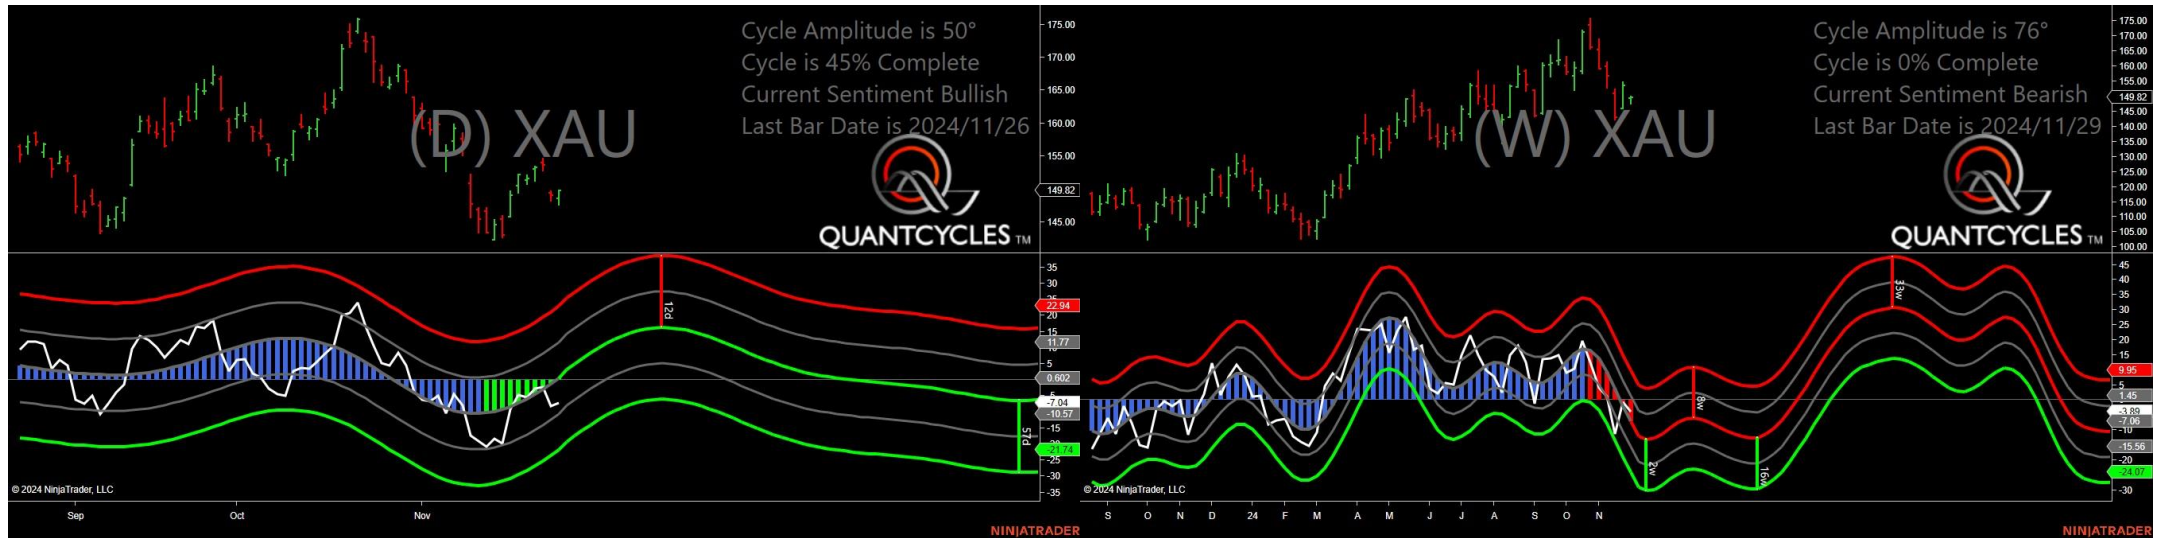 Cycle Amplitude is 50°
Cycle is 45% Complete
Current Sentiment Bullish
Last Bar Date is 2024/11/26
(D) XAU
QUANTCYCLES TM
175.00
170.00
165.00
160.00
155.00
149.82
145.00
35
30
22.94
20
15
11.77
5
0.602
-7.04
-10.57
-15
-21.74
-25
-30
-35
12d
57d
© 2024 NinjaTrader, LLC
Sep
Oct
Nov
NINJATRADER
Cycle Amplitude is 76°
Cycle is 0% Complete
Current Sentiment Bearish
Last Bar Date is 2024/11/29
(W) XAU
QUANTCYCLES TM
175.00
170.00
165.00
160.00
155.00
149.82
145.00
140.00
135.00
130.00
125.00
120.00
115.00
110.00
105.00
100.00
45
35
30
25
20
15
9.95
5
1.45
-3.89
-7.06
-10
-15.56
-20
-24.07
-30
33w
8w
2w
16w
© 2024 NinjaTrader, LLC
S O N D 24 F M A M J J A S O N
NINJATRADER